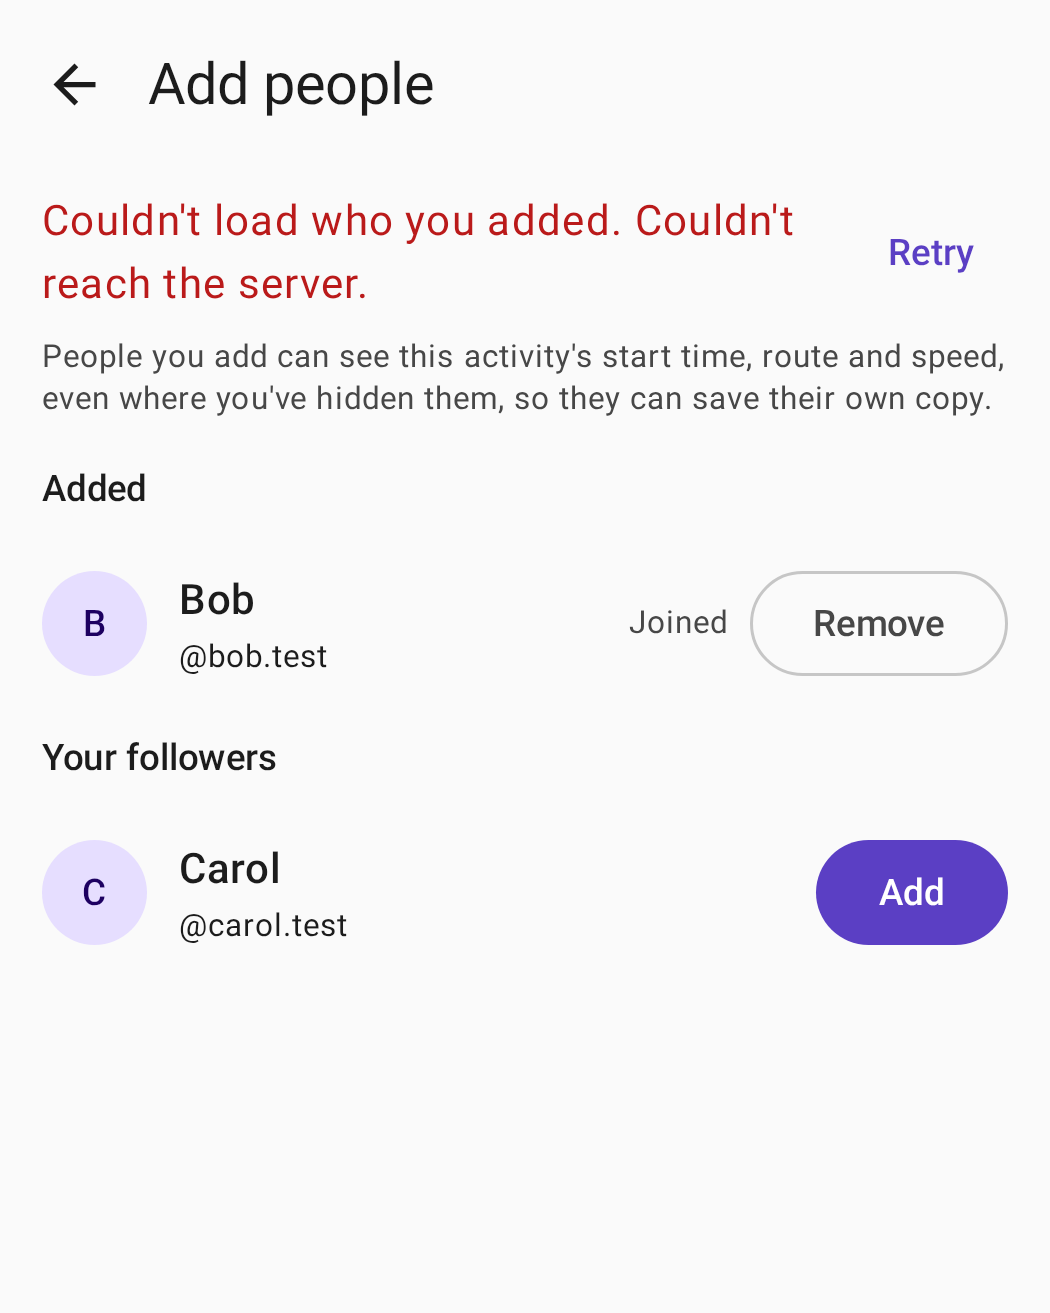 Add people
Couldn't load who you added. Couldn't
reach the server.
Retry
People you add can see this activity's start time, route and speed,
even where you've hidden them, so they can save their own copy.
Added
B
Bob
@bob.test
Joined
Remove
Your followers
C
Carol
@carol.test
Add